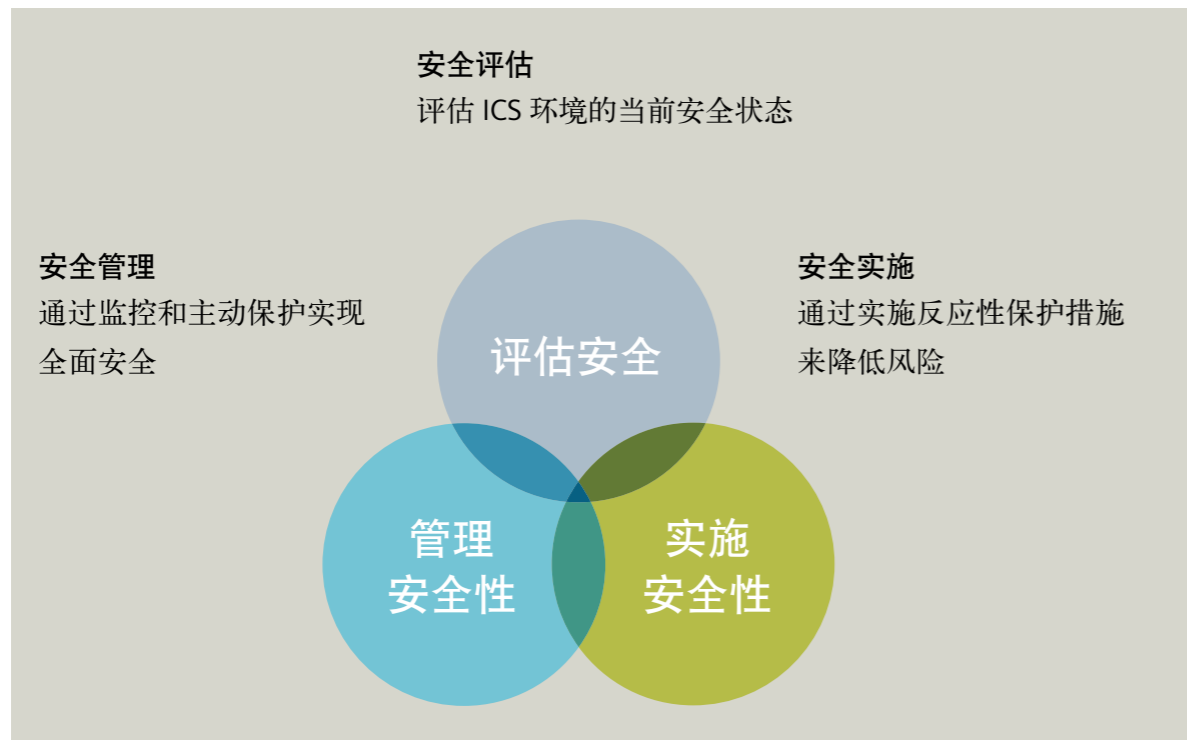 安全评估
评估 ICS 环境的当前安全状态
安全管理
通过监控和主动保护实现
全面安全
安全实施
通过实施反应性保护措施
来降低风险
评估安全
管理
安全性
实施
安全性